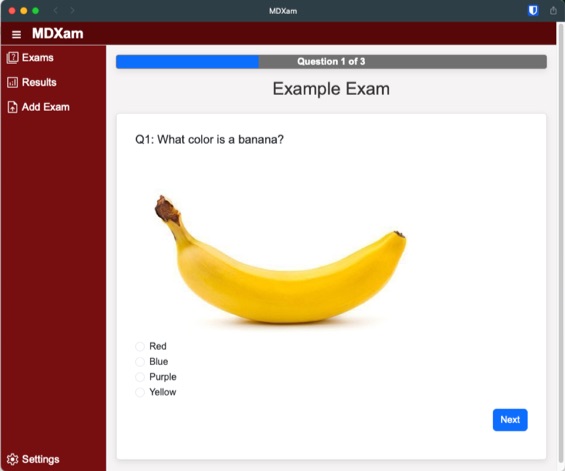 MDXam
MDXam
Exams
Results
Add Exam
Question 1 of 3
Example Exam
Q1: What color is a banana?
Red
Blue
Purple
Yellow
Next
Settings